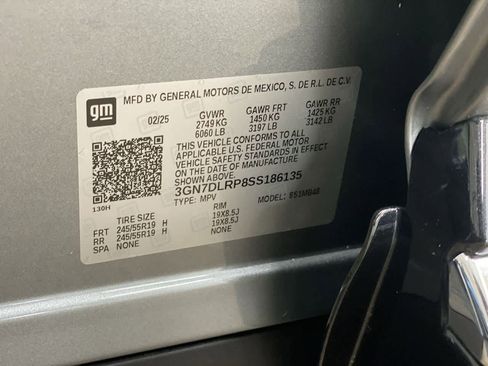 gm
MFD BY GENERAL MOTORS DE MEXICO, S. DE R.L. DE C.V.
02/25 GVWR GAWR FRT GAWR RR
2749 KG 1450 KG 1425 KG
6060 LB 3197 LB 3142 LB
THIS VEHICLE CONFORMS TO ALL
APPLICABLE U.S. FEDERAL MOTOR
VEHICLE SAFETY STANDARDS IN
EFFECT ON THE DATE OF
MANUFACTURE SHOWN ABOVE
3GN7DLRP8SS186135
TYPE: MPV
130H
TIRE SIZE RIM
FRT 245/55R19 H 19X8.5J
RR 245/55R19 H 19X8.5J
SPA NONE NONE